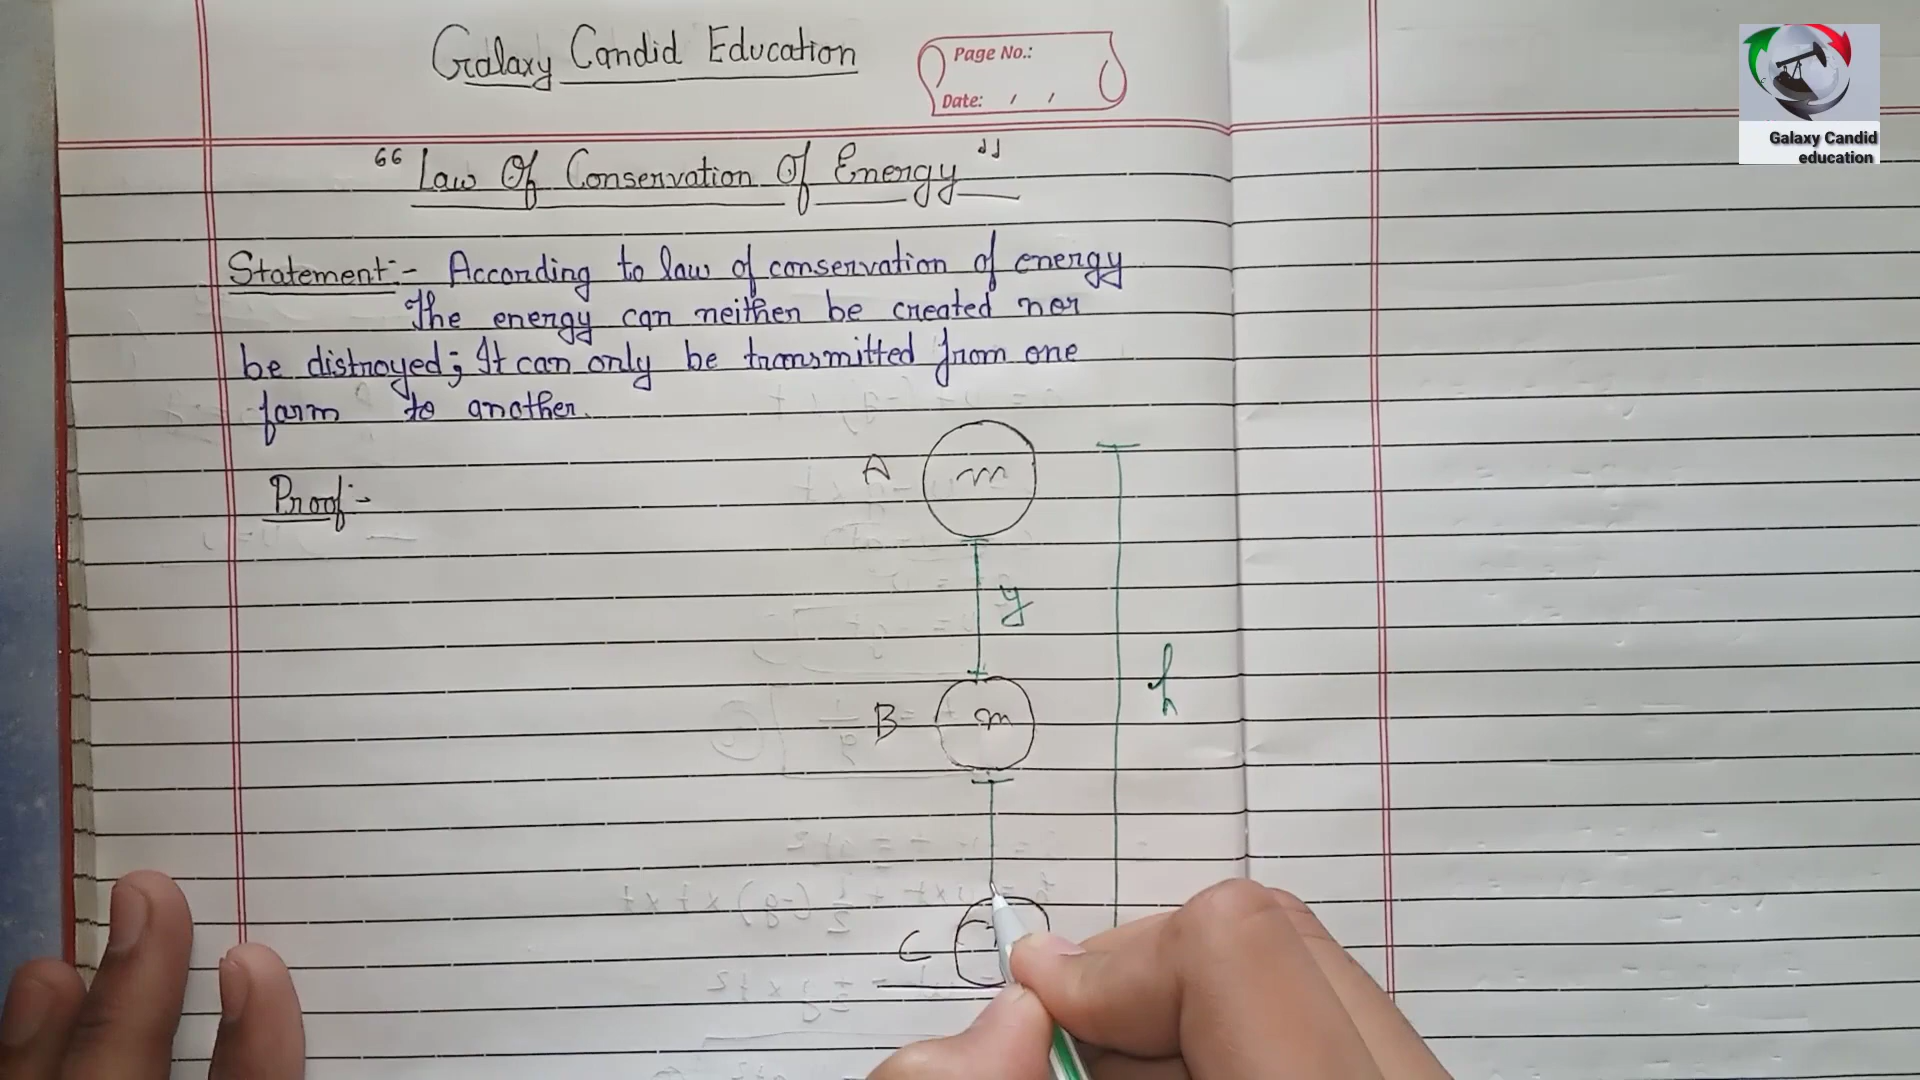 Galaxy Candid Education
Page No.:
Date: / /
Galaxy Candid
education
"Law Of Conservation Of Energy"
Statement:- According to law of conservation of energy
The energy can neither be created nor
be distroyed; It can only be transmitted from one
farm to another.
Proof:-
A m
y
h
B m
C